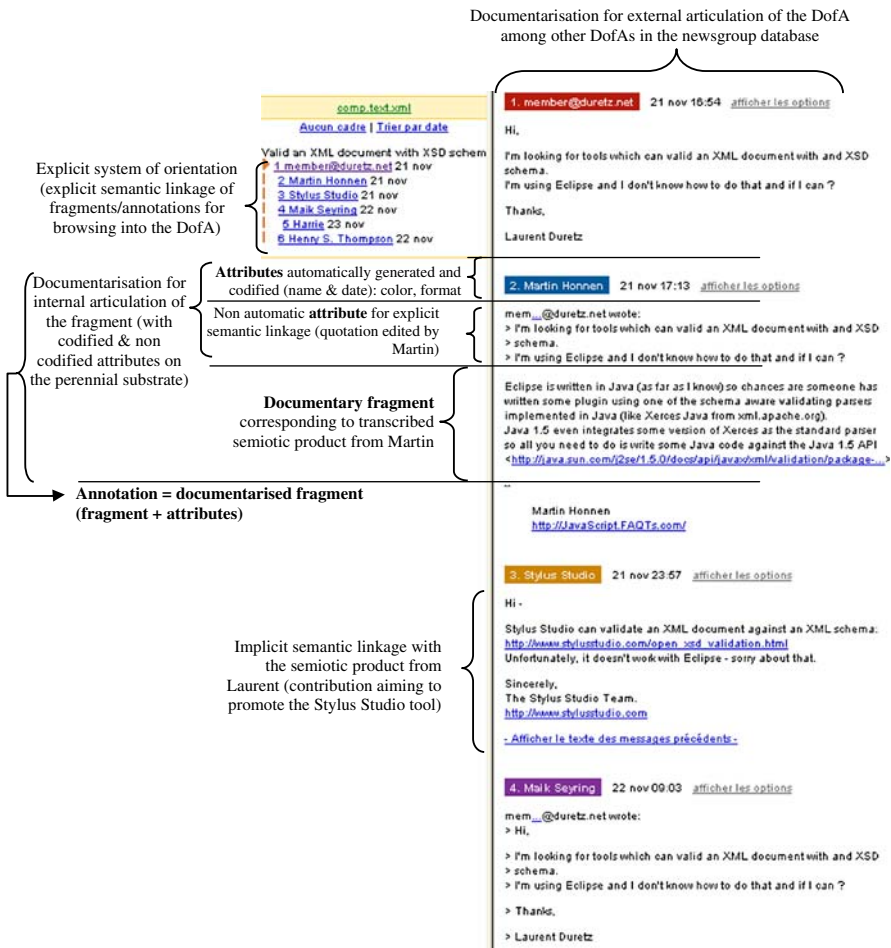 Documentarisation for external articulation of the DofA
among other DofAs in the newsgroup database
comp.text.xml
Aucun cadre | Trier par date
Valid an XML document with XSD schem
1 member@duretz.net 21 nov
2 Martin Honnen 21 nov
3 Stylus Studio 21 nov
4 Maik Seyring 22 nov
5 Harrie 23 nov
6 Henry S. Thompson 22 nov
Explicit system of orientation
(explicit semantic linkage of
fragments/annotations for
browsing into the DofA)
Documentarisation for
internal articulation of
the fragment (with
codified & non
codified attributes on
the perennial substrate)
Attributes automatically generated and
codified (name & date): color, format
Non automatic attribute for explicit
semantic linkage (quotation edited by
Martin)
Documentary fragment
corresponding to transcribed
semiotic product from Martin
Annotation = documentarised fragment
(fragment + attributes)
Implicit semantic linkage with
the semiotic product from
Laurent (contribution aiming to
promote the Stylus Studio tool)
1. member@duretz.net 21 nov 16:54 afficher les options
Hi,
I'm looking for tools which can valid an XML document with and XSD
schema.
I'm using Eclipse and I don't know how to do that and if I can ?
Thanks,
Laurent Duretz
2. Martin Honnen 21 nov 17:13 afficher les options
mem...@duretz.net wrote:
> I'm looking for tools which can valid an XML document with and XSD
> schema.
> I'm using Eclipse and I don't know how to do that and if I can ?
Eclipse is written in Java (as far as I know) so chances are someone has
written some plugin using one of the schema aware validating parsers
implemented in Java (like Xerces Java from xml.apache.org).
Java 1.5 even integrates some version of Xerces as the standard parser
so all you need to do is write some Java code against the Java 1.5 API
<http://java.sun.com/j2se/1.5.0/docs/api/javax/xml/validation/package-...>
--
Martin Honnen
http://JavaScript.FAQTs.com/
3. Stylus Studio 21 nov 23:57 afficher les options
Hi -
Stylus Studio can validate an XML document against an XML schema:
http://www.stylusstudio.com/open_xsd_validation.html
Unfortunately, it doesn't work with Eclipse - sorry about that.
Sincerely,
The Stylus Studio Team.
http://www.stylusstudio.com
- Afficher le texte des messages précédents -
4. Maik Seyring 22 nov 09:03 afficher les options
mem...@duretz.net wrote:
> Hi,
> I'm looking for tools which can valid an XML document with and XSD
> schema.
> I'm using Eclipse and I don't know how to do that and if I can ?
> Thanks,
> Laurent Duretz